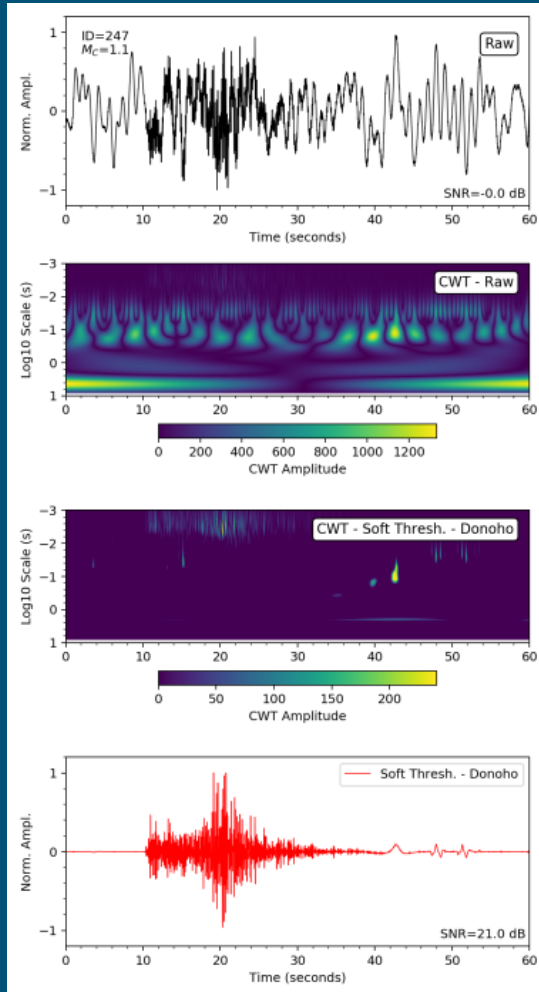 ID=247
M_C=1.1
Raw
1
0
−1
Norm. Ampl.
SNR=-0.0 dB
0 10 20 30 40 50 60
Time (seconds)
CWT - Raw
−3
−2
−1
0
1
Log10 Scale (s)
0 20 40 60
0 200 400 600 800 1000 1200
CWT Amplitude
CWT - Soft Thresh. - Donoho
−3
−2
−1
0
1
Log10 Scale (s)
0 10 20 30 40 50 60
0 50 100 150 200
CWT Amplitude
Soft Thresh. - Donoho
1
0
−1
Norm. Ampl.
SNR=21.0 dB
0 10 20 30 40 50 60
Time (seconds)